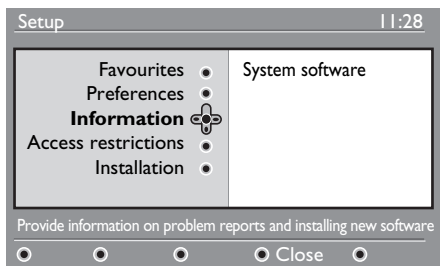 Setup 11:28
Favourites
Preferences
Information
Access restrictions
Installation
System software
Provide information on problem reports and installing new software
Close